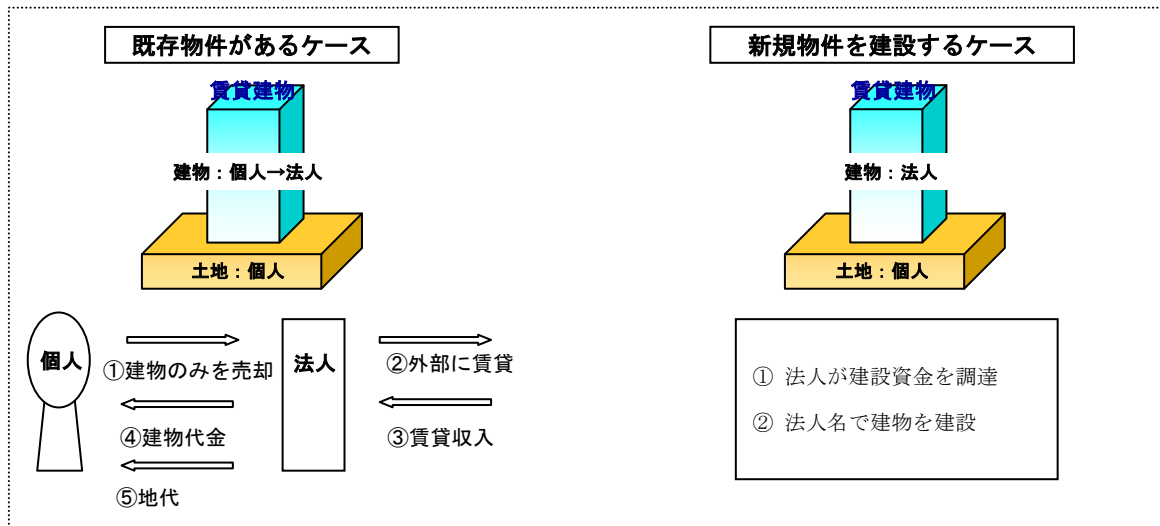 既存物件があるケース
賃貸建物
建物：個人→法人
土地：個人
個人
法人
①建物のみを売却
②外部に賃貸
④建物代金
③賃貸収入
⑤地代
新規物件を建設するケース
賃貸建物
建物：法人
土地：個人
① 法人が建設資金を調達
② 法人名で建物を建設